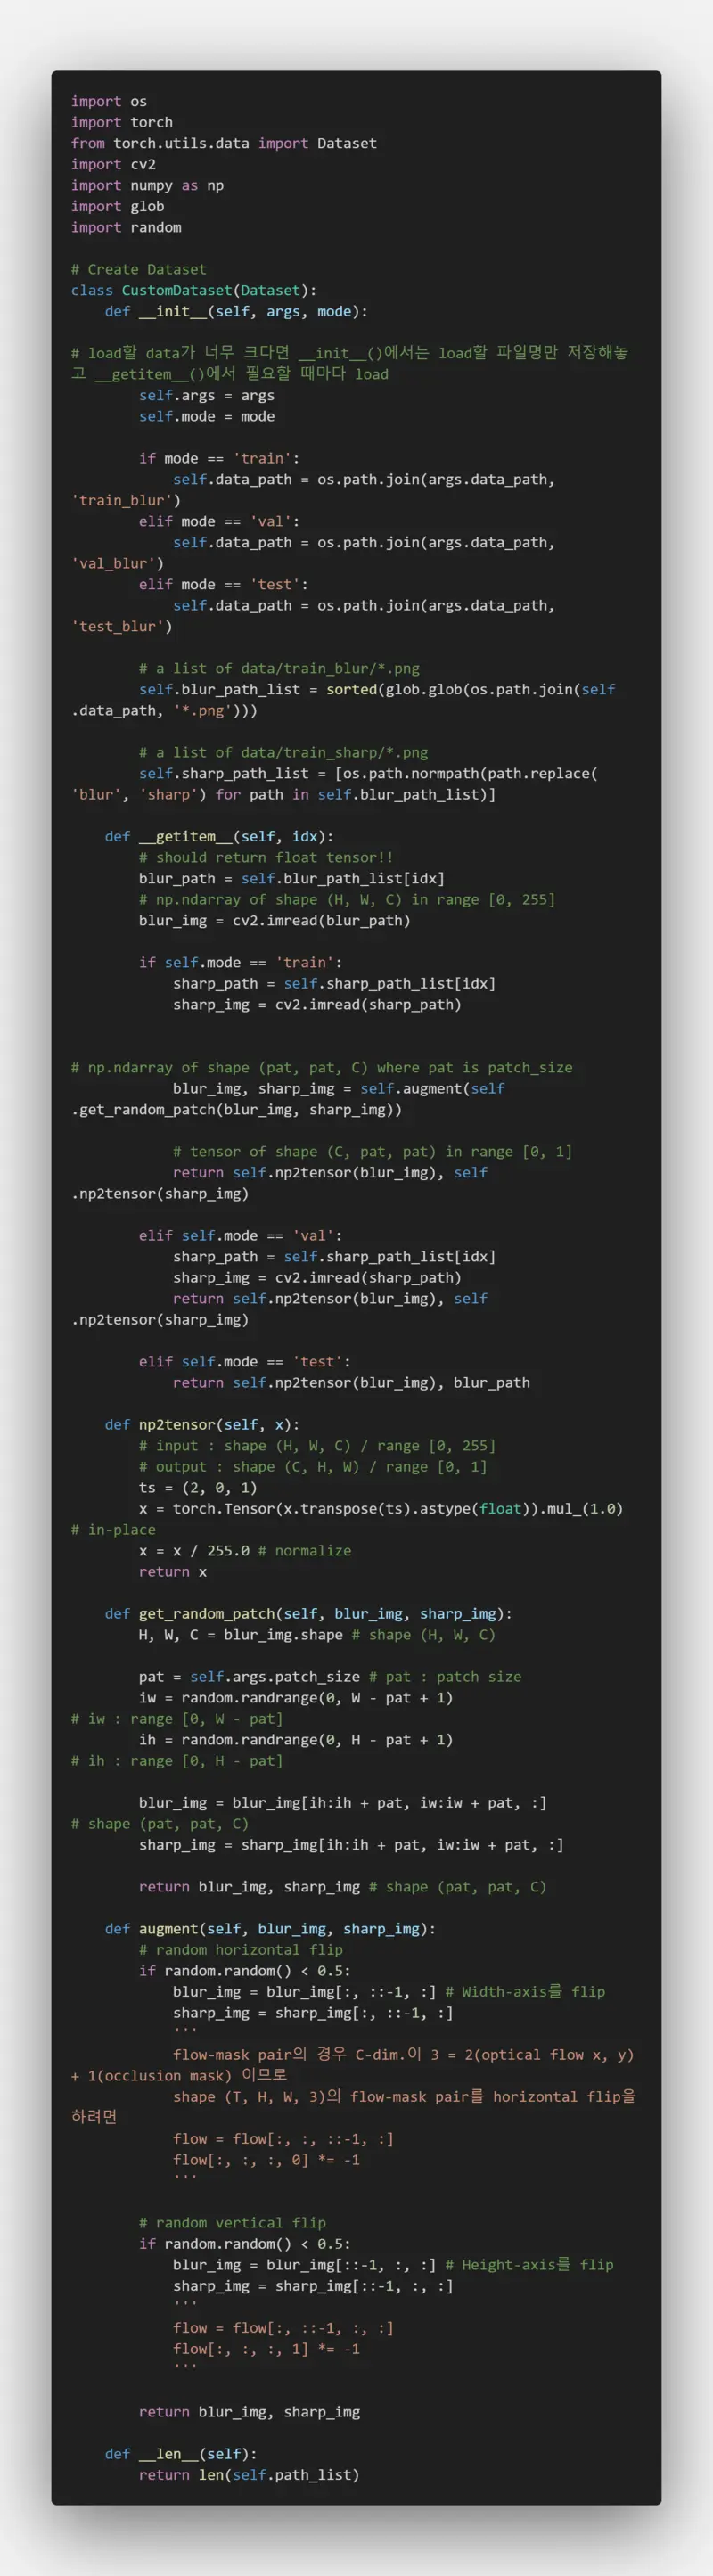 import os
import torch
from torch.utils.data import Dataset
import cv2
import numpy as np
import glob
import random

# Create Dataset
class CustomDataset(Dataset):
    def __init__(self, args, mode):

# load할 data가 너무 크다면 __init__()에서는 load할 파일명만 저장해놓
고 __getitem__()에서 필요할 때마다 load
        self.args = args
        self.mode = mode

        if mode == 'train':
            self.data_path = os.path.join(args.data_path,
'train_blur')
        elif mode == 'val':
            self.data_path = os.path.join(args.data_path,
'val_blur')
        elif mode == 'test':
            self.data_path = os.path.join(args.data_path,
'test_blur')

        # a list of data/train_blur/*.png
        self.blur_path_list = sorted(glob.glob(os.path.join(self
.data_path, '*.png')))

        # a list of data/train_sharp/*.png
        self.sharp_path_list = [os.path.normpath(path.replace(
'blur', 'sharp') for path in self.blur_path_list)]

    def __getitem__(self, idx):
        # should return float tensor!!
        blur_path = self.blur_path_list[idx]
        # np.ndarray of shape (H, W, C) in range [0, 255]
        blur_img = cv2.imread(blur_path)

        if self.mode == 'train':
            sharp_path = self.sharp_path_list[idx]
            sharp_img = cv2.imread(sharp_path)


# np.ndarray of shape (pat, pat, C) where pat is patch_size
            blur_img, sharp_img = self.augment(self
.get_random_patch(blur_img, sharp_img))

            # tensor of shape (C, pat, pat) in range [0, 1]
            return self.np2tensor(blur_img), self
.np2tensor(sharp_img)

        elif self.mode == 'val':
            sharp_path = self.sharp_path_list[idx]
            sharp_img = cv2.imread(sharp_path)
            return self.np2tensor(blur_img), self
.np2tensor(sharp_img)

        elif self.mode == 'test':
            return self.np2tensor(blur_img), blur_path

    def np2tensor(self, x):
        # input : shape (H, W, C) / range [0, 255]
        # output : shape (C, H, W) / range [0, 1]
        ts = (2, 0, 1)
        x = torch.Tensor(x.transpose(ts).astype(float)).mul_(1.0)
# in-place
        x = x / 255.0 # normalize
        return x

    def get_random_patch(self, blur_img, sharp_img):
        H, W, C = blur_img.shape # shape (H, W, C)

        pat = self.args.patch_size # pat : patch size
        iw = random.randrange(0, W - pat + 1)
# iw : range [0, W - pat]
        ih = random.randrange(0, H - pat + 1)
# ih : range [0, H - pat]

        blur_img = blur_img[ih:ih + pat, iw:iw + pat, :]
# shape (pat, pat, C)
        sharp_img = sharp_img[ih:ih + pat, iw:iw + pat, :]

        return blur_img, sharp_img # shape (pat, pat, C)

    def augment(self, blur_img, sharp_img):
        # random horizontal flip
        if random.random() < 0.5:
            blur_img = blur_img[:, ::-1, :] # Width-axis를 flip
            sharp_img = sharp_img[:, ::-1, :]
            '''
            flow-mask pair의 경우 C-dim.이 3 = 2(optical flow x, y)
+ 1(occlusion mask) 이므로
            shape (T, H, W, 3)의 flow-mask pair를 horizontal flip을
하려면
            flow = flow[:, :, ::-1, :]
            flow[:, :, :, 0] *= -1
            '''

        # random vertical flip
        if random.random() < 0.5:
            blur_img = blur_img[::-1, :, :] # Height-axis를 flip
            sharp_img = sharp_img[::-1, :, :]
            '''
            flow = flow[:, ::-1, :, :]
            flow[:, :, :, 1] *= -1
            '''

        return blur_img, sharp_img

    def __len__(self):
        return len(self.path_list)